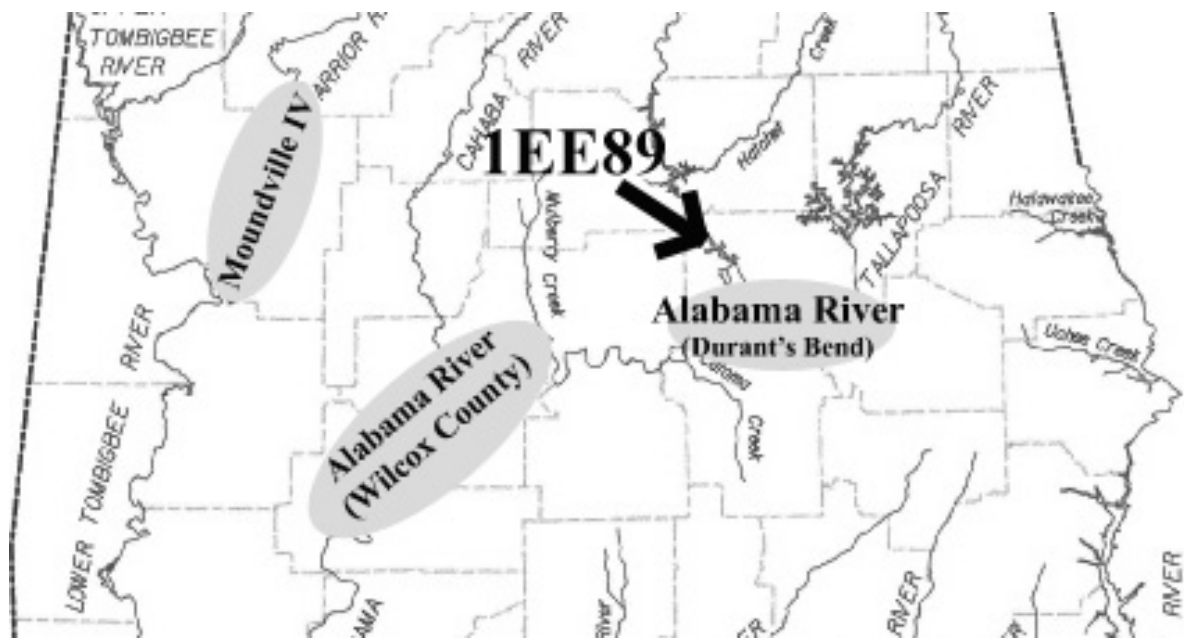 TOMBIGBEE
RIVER
Moundville IV
CAHABA
RIVER
1EE89
Hatchet
Creek
Mulberry Creek
TALLAPOOSA
RIVER
Halawakee
Creek
Alabama River
(Durant's Bend)
Uchee Creek
Creek
Alabama River
(Wilcox County)
LOWER TOMBIGBEE
RIVER
River
RIVER
RIVER